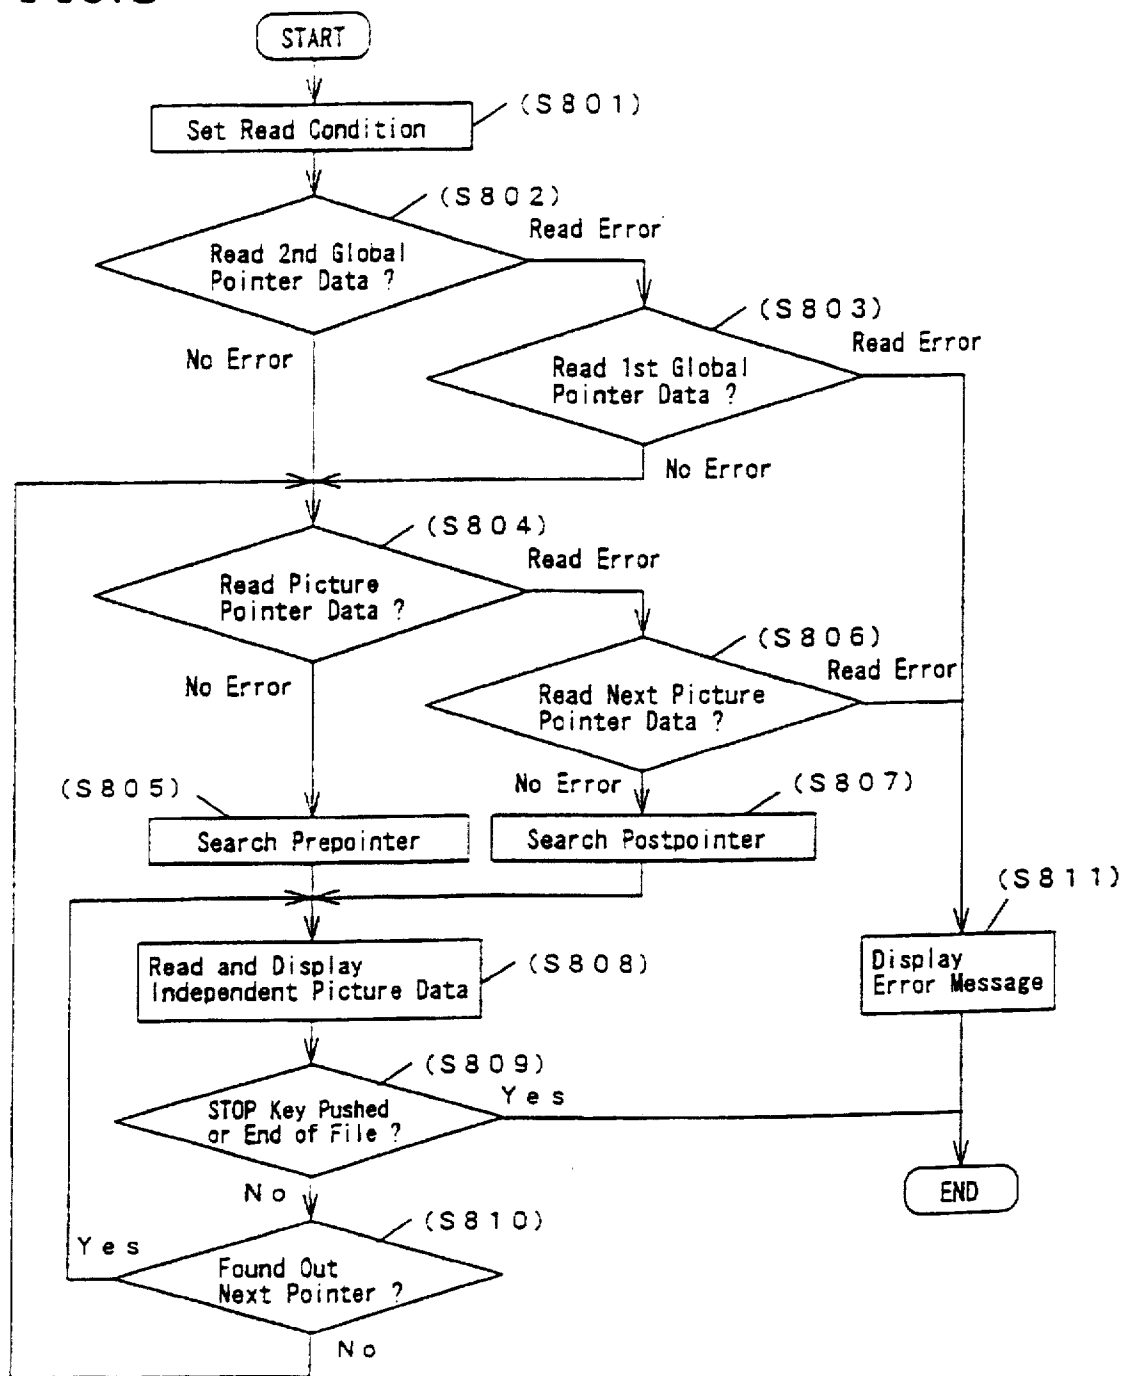 START
(S801)
Set Read Condition
(S802)
Read Error
Read 2nd Global
Pointer Data ?
(S803)
No Error
Read Error
Read 1st Global
Pointer Data ?
No Error
(S804)
Read Error
Read Picture
Pointer Data ?
(S806)
Read Error
No Error
Read Next Picture
Pointer Data ?
(S805)
No Error
(S807)
Search Prepointer
Search Postpointer
(S811)
Read and Display
Independent Picture Data
(S808)
Display
Error Message
(S809)
Yes
STOP Key Pushed
or End of File ?
END
No
(S810)
Yes
Found Out
Next Pointer ?
No